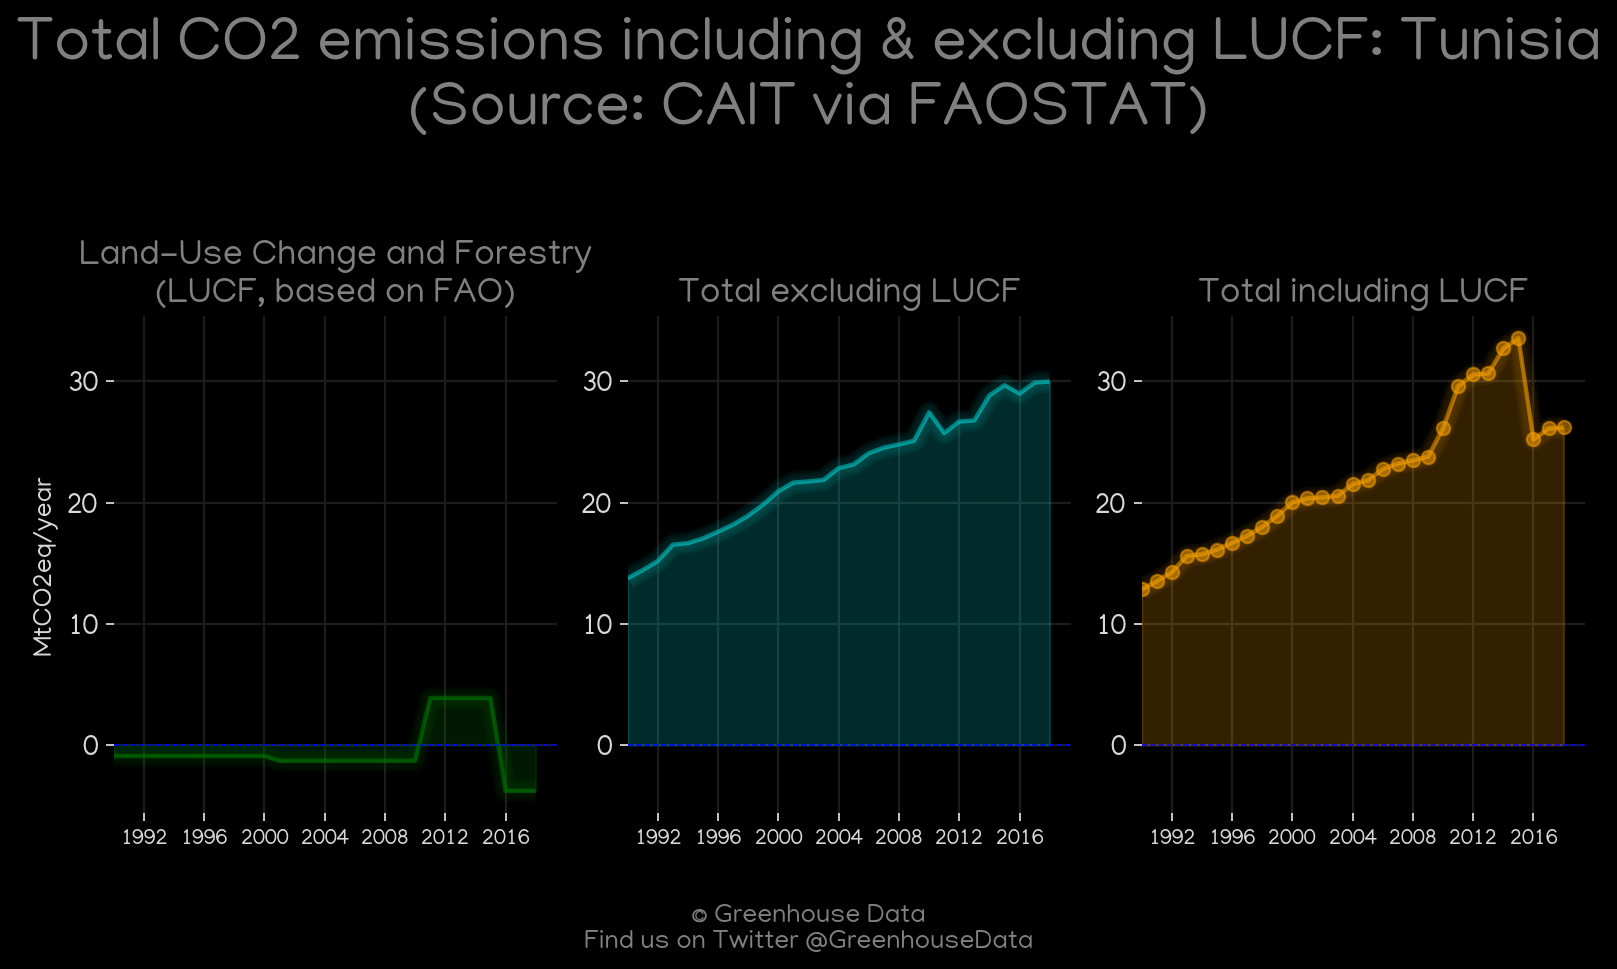 Total CO2 emissions including & excluding LUCF: Tunisia
(Source: CAIT via FAOSTAT)
Land-Use Change and Forestry
(LUCF, based on FAO)
Total excluding LUCF
Total including LUCF
MtCO2eq/year
30
20
10
0
1992 1996 2000 2004 2008 2012 2016
30
20
10
0
1992 1996 2000 2004 2008 2012 2016
30
20
10
0
1992 1996 2000 2004 2008 2012 2016
© Greenhouse Data
Find us on Twitter @GreenhouseData